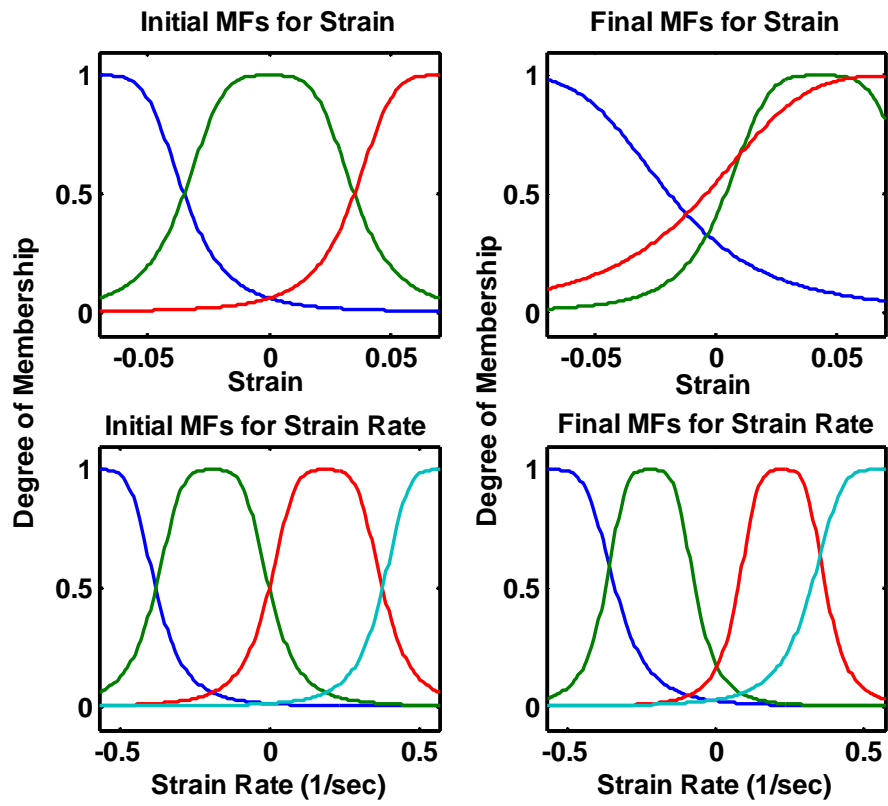 Initial MFs for Strain
1
0.5
0
-0.05 0 0.05
Strain
Final MFs for Strain
1
0.5
0
-0.05 0 0.05
Strain
Degree of Membership
Degree of Membership
Initial MFs for Strain Rate
1
0.5
0
-0.5 0 0.5
Strain Rate (1/sec)
Final MFs for Strain Rate
1
0.5
0
-0.5 0 0.5
Strain Rate (1/sec)